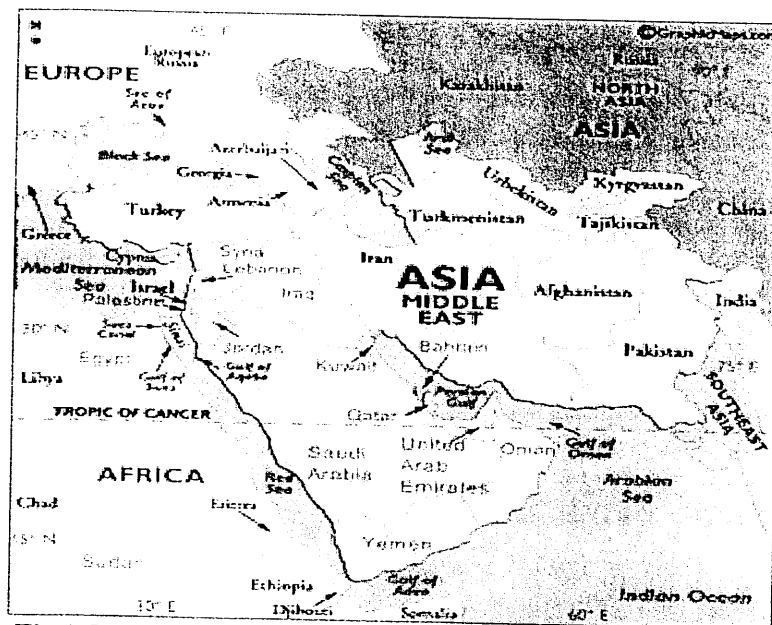 ©GraphicMaps.com
45° E
European
Russia
Russia
EUROPE
Kazakhstan
NORTH
ASIA
ASIA
Sea of
Azov
45° N
Black Sea
Azerbaijan
Georgia
Armenia
Caspian
Sea
Aral
Sea
Uzbekistan
Kyrgyzstan
Turkey
Turkmenistan
Tajikistan
China
Greece
Cyprus
Syria
Lebanon
Iran
ASIA
MIDDLE
EAST
Afghanistan
India
Mediterranean
Sea
Israel
Palestine
Iraq
30° N
Suez
Canal
Sinai
Jordan
Kuwait
Bahrain
Pakistan
75° E
Egypt
Gulf of
Suez
Gulf of
Aqaba
Libya
Qatar
Persian
Gulf
SOUTHEAST
ASIA
TROPIC OF CANCER
Saudi
Arabia
United
Arab
Emirates
Oman
Gulf of
Oman
AFRICA
Red
Sea
Arabian
Sea
Chad
Eritrea
15° N
Sudan
Yemen
Ethiopia
Gulf of
Aden
Indian Ocean
Djibouti
Somalia
60° E